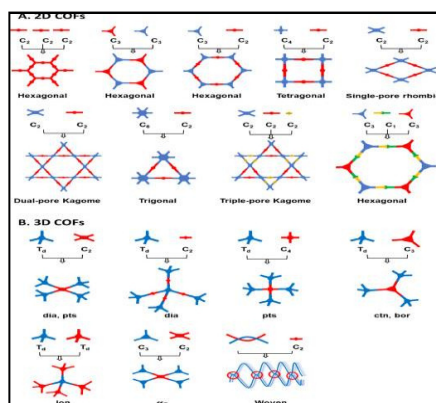 A. 2D COFs
C2 C2 C2
C3 C3
C3 C2
C4 C2
C2 C2
Hexagonal
Hexagonal
Hexagonal
Tetragonal
Single-pore rhombic
C2 C2
C6 C2
C2 C2 C2
C3 C1 C3
Dual-pore Kagome
Trigonal
Triple-pore Kagome
Hexagonal
B. 3D COFs
Td C2
Td C2
Td C4
Td C3
dia, pts
dia
pts
ctn, bor
Td Td
C3 C2
C2
Woven